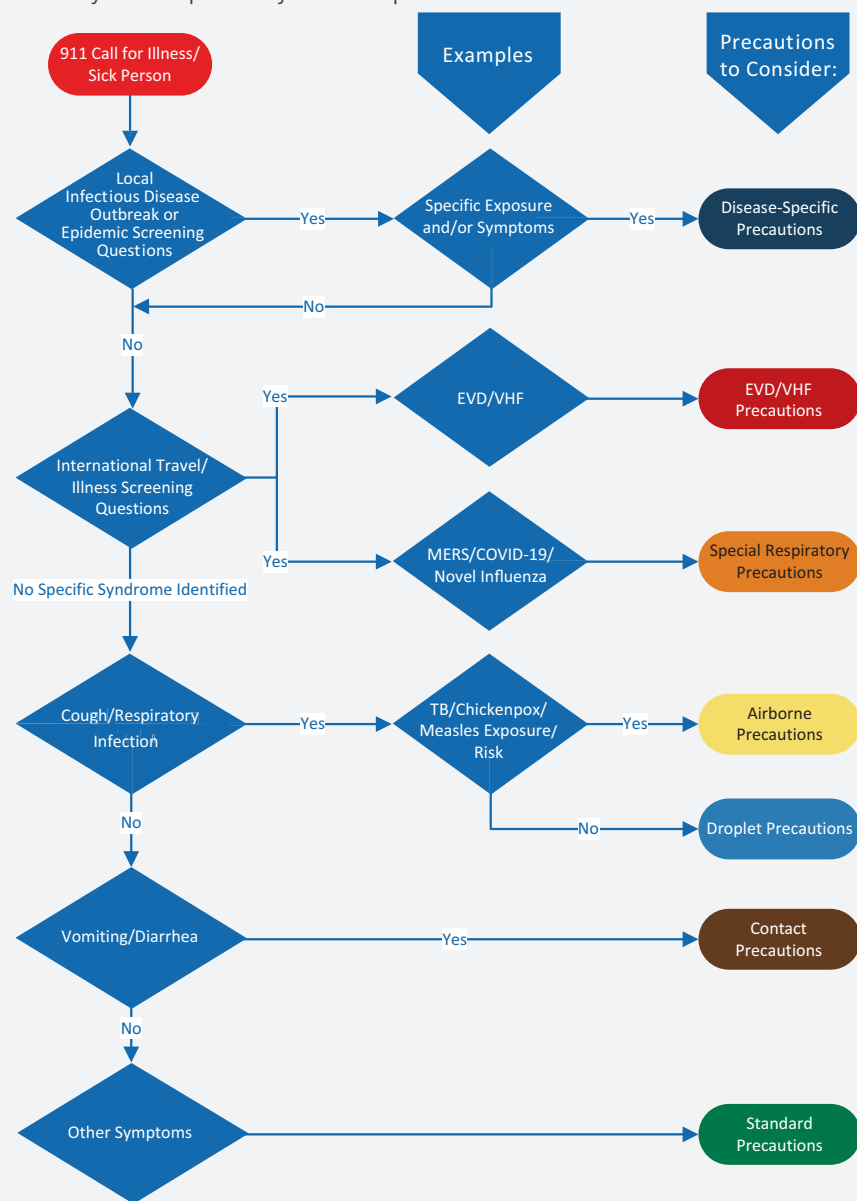 911 Call for Illness/
Sick Person
Examples
Precautions
to Consider:
Local
Infectious Disease
Outbreak or
Epidemic Screening
Questions
Yes
Specific Exposure
and/or Symptoms
Yes
Disease-Specific
Precautions
No
No
Yes
EVD/VHF
EVD/VHF
Precautions
International Travel/
Illness Screening
Questions
Yes
MERS/COVID-19/
Novel Influenza
Special Respiratory
Precautions
No Specific Syndrome Identified
Cough/Respiratory
Infection
Yes
TB/Chickenpox/
Measles Exposure/
Risk
Yes
Airborne
Precautions
No
No
Droplet Precautions
Vomiting/Diarrhea
Yes
Contact
Precautions
No
Other Symptoms
Standard
Precautions